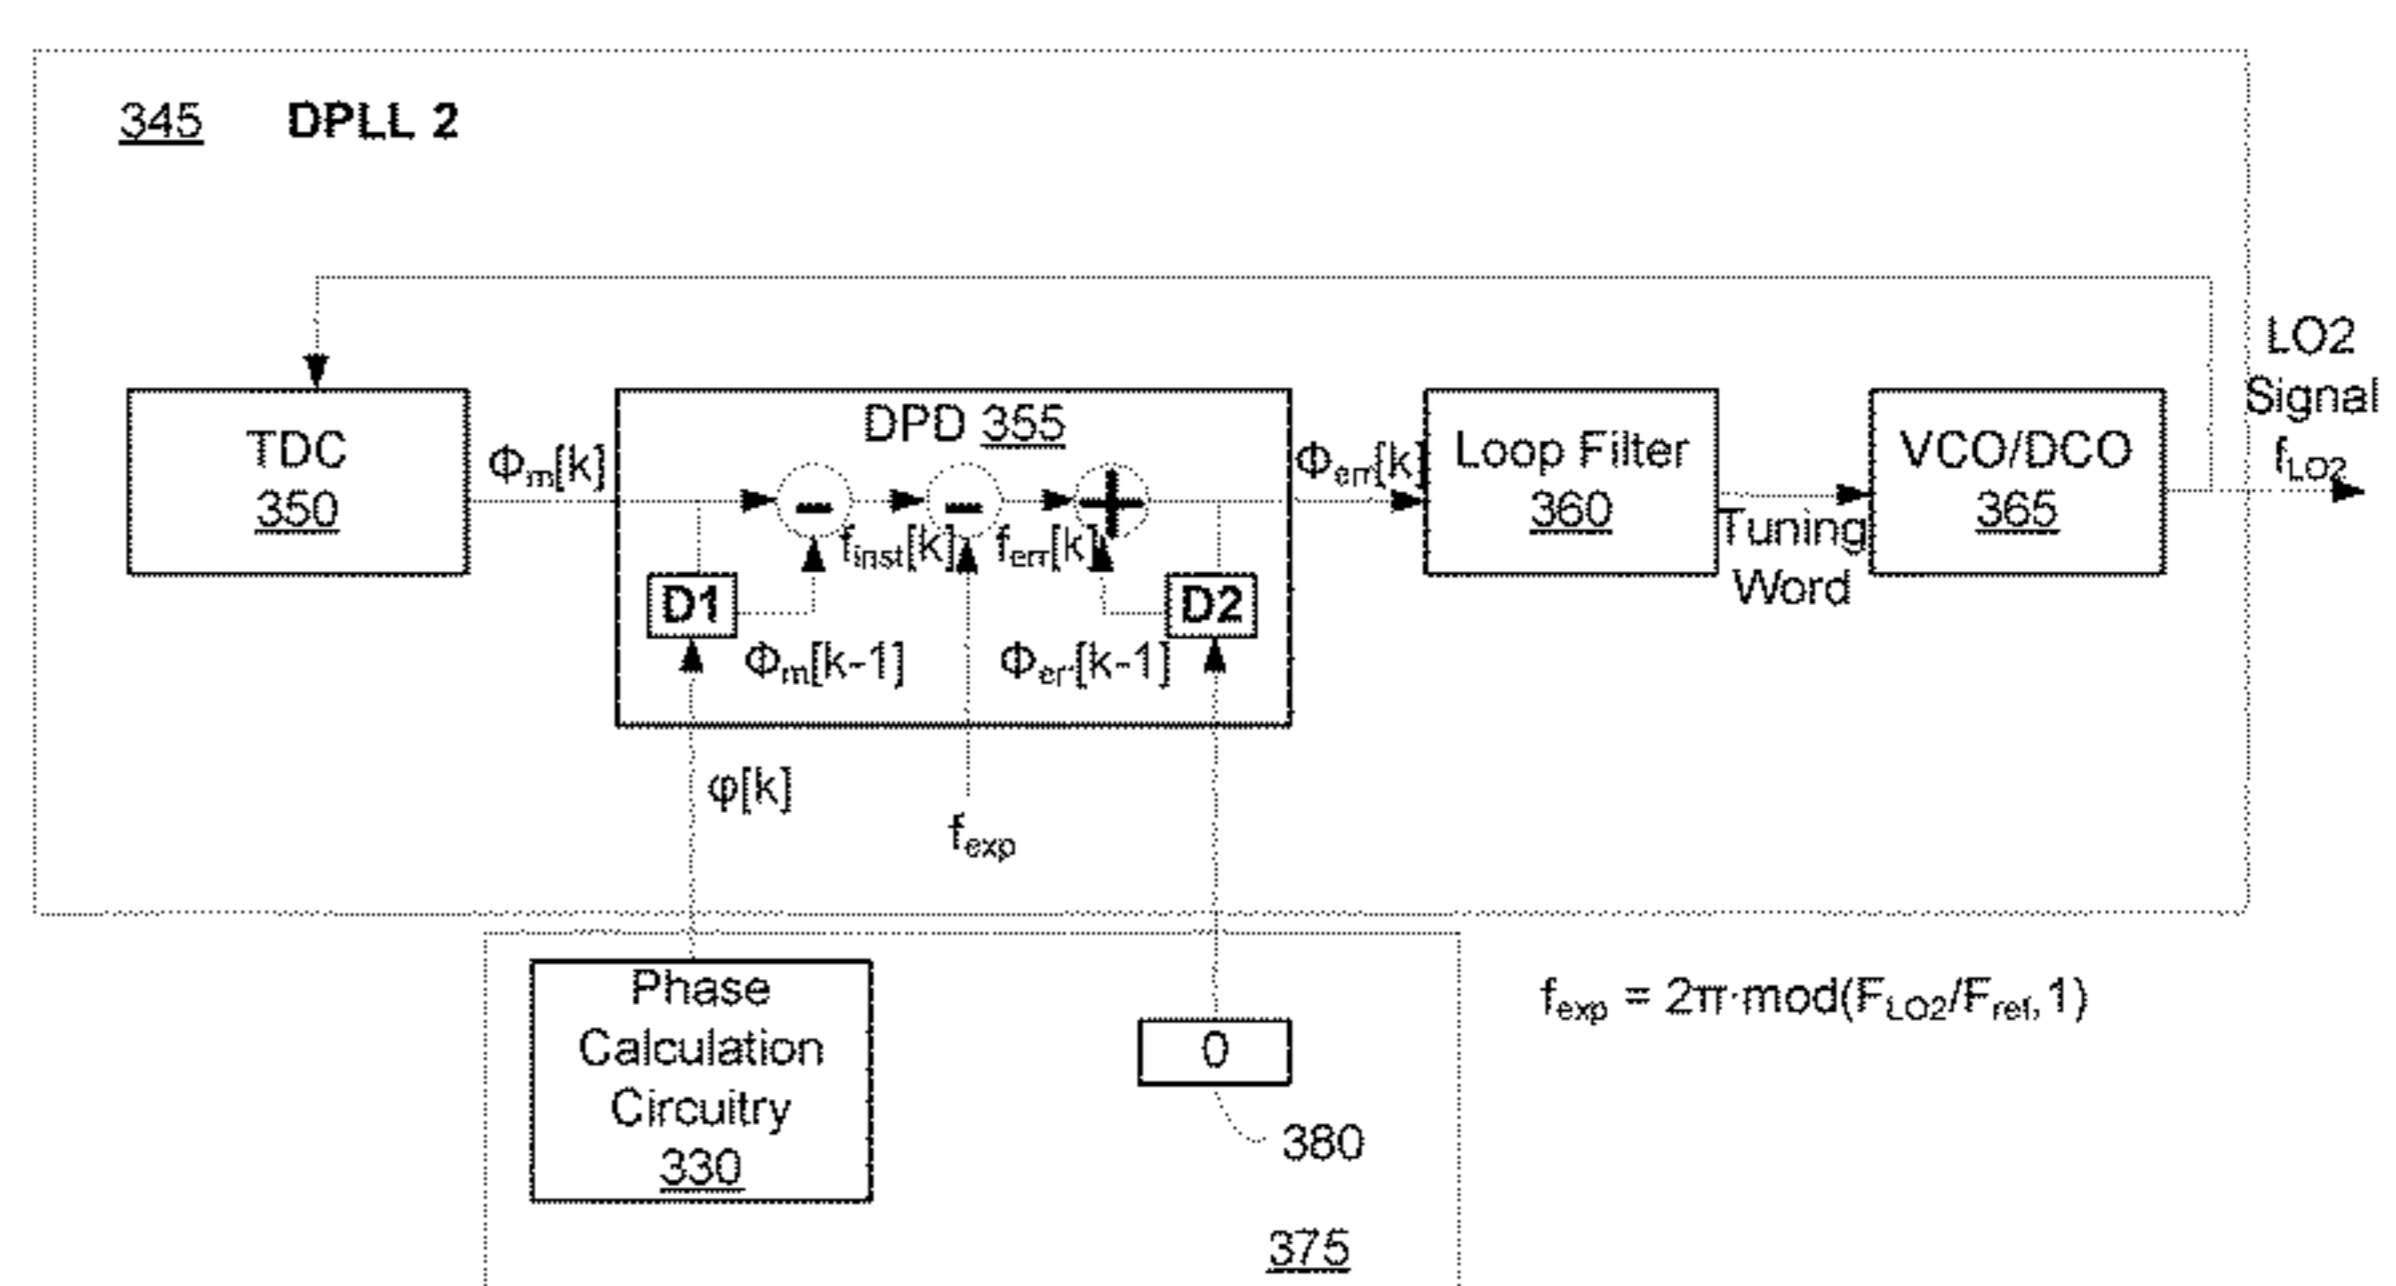 345 DPLL 2
LO2
Signal
f_LO2
TDC
350
Φm[k]
DPD 355
finst[k]
ferr[k]
D1
D2
Φm[k-1]
Φerr[k-1]
Φerr[k]
Loop Filter
360
Tuning
Word
VCO/DCO
365
φ[k]
fexp
Phase
Calculation
Circuitry
330
0
380
375
fexp = 2π·mod(FLO2/Fref,1)